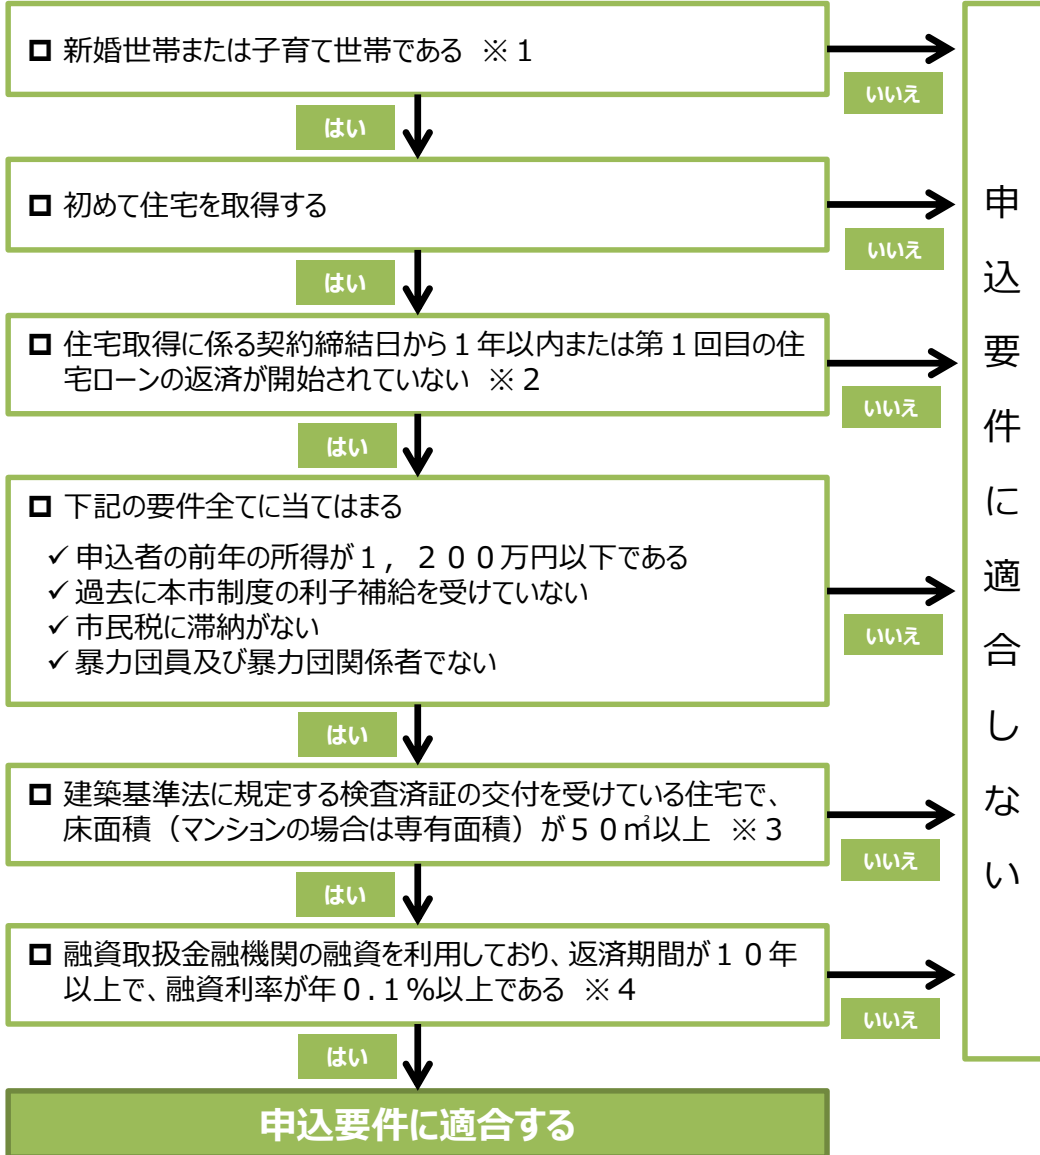 新婚世帯または子育て世帯である ※１
いいえ
はい
初めて住宅を取得する
いいえ
はい
住宅取得に係る契約締結日から１年以内または第１回目の住
宅ローンの返済が開始されていない ※２
いいえ
はい
下記の要件全てに当てはまる
✓申込者の前年の所得が１，２００万円以下である
✓過去に本市制度の利子補給を受けていない
✓市民税に滞納がない
✓暴力団員及び暴力団関係者でない
いいえ
はい
建築基準法に規定する検査済証の交付を受けている住宅で、
床面積（マンションの場合は専有面積）が５０㎡以上 ※３
いいえ
はい
融資取扱金融機関の融資を利用しており、返済期間が１０年
以上で、融資利率が年０.１％以上である ※４
いいえ
はい
申込要件に適合する
申込要件に適合しない